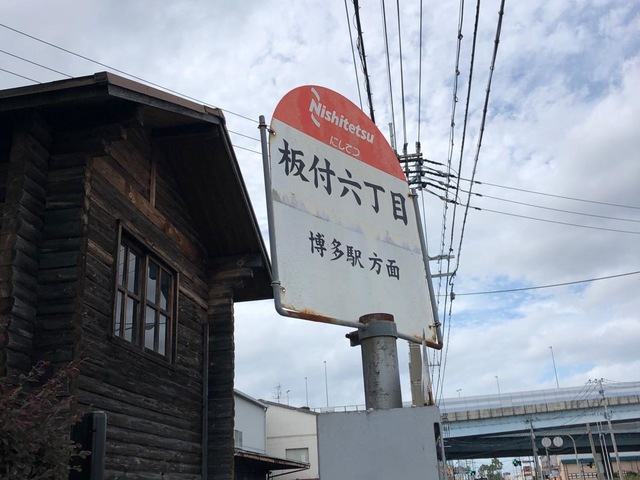 Nishitetsu
にしてつ
板付六丁目
博多駅 方面